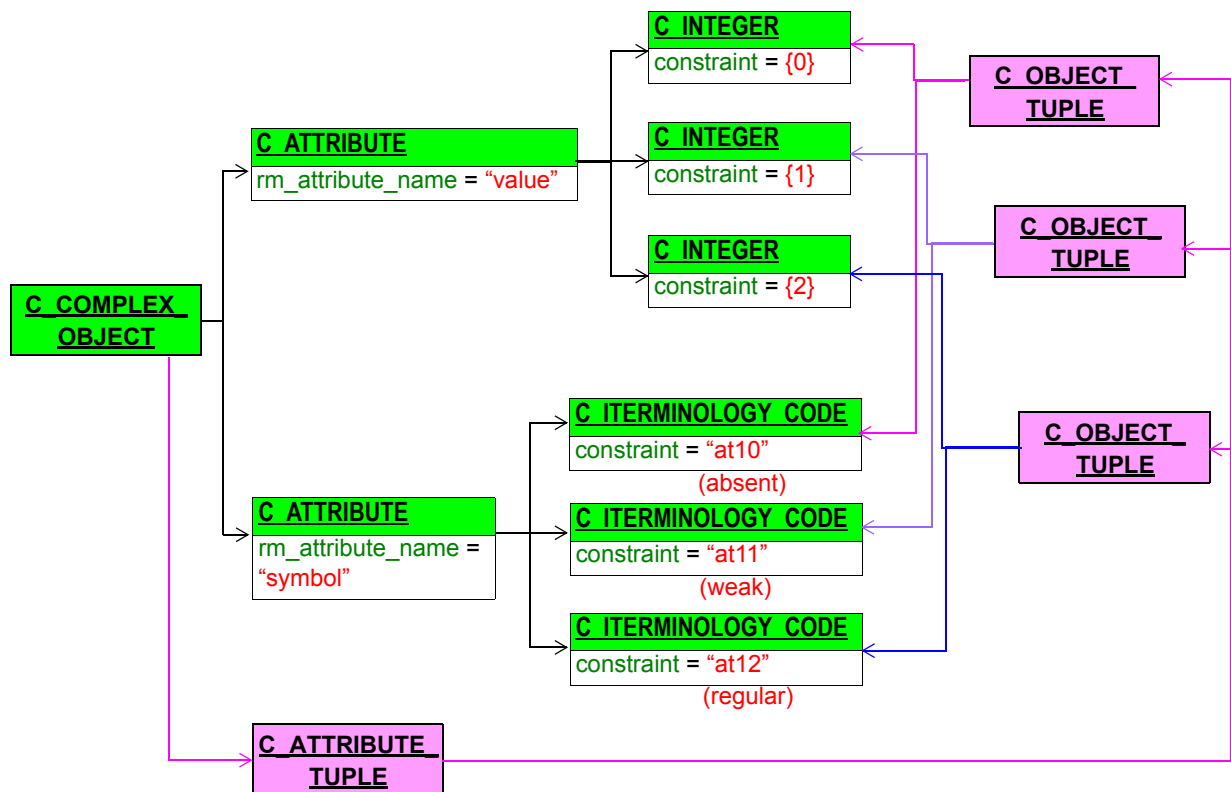 C_INTEGER
constraint = {0}
C_OBJECT_
TUPLE
C_ATTRIBUTE
rm_attribute_name = “value”
C_INTEGER
constraint = {1}
C_OBJECT_
TUPLE
C_INTEGER
constraint = {2}
C_COMPLEX_
OBJECT
C_ITERMINOLOGY_CODE
constraint = “at10”
(absent)
C_OBJECT_
TUPLE
C_ATTRIBUTE
rm_attribute_name =
“symbol”
C_ITERMINOLOGY_CODE
constraint = “at11”
(weak)
C_ITERMINOLOGY_CODE
constraint = “at12”
(regular)
C_ATTRIBUTE_
TUPLE